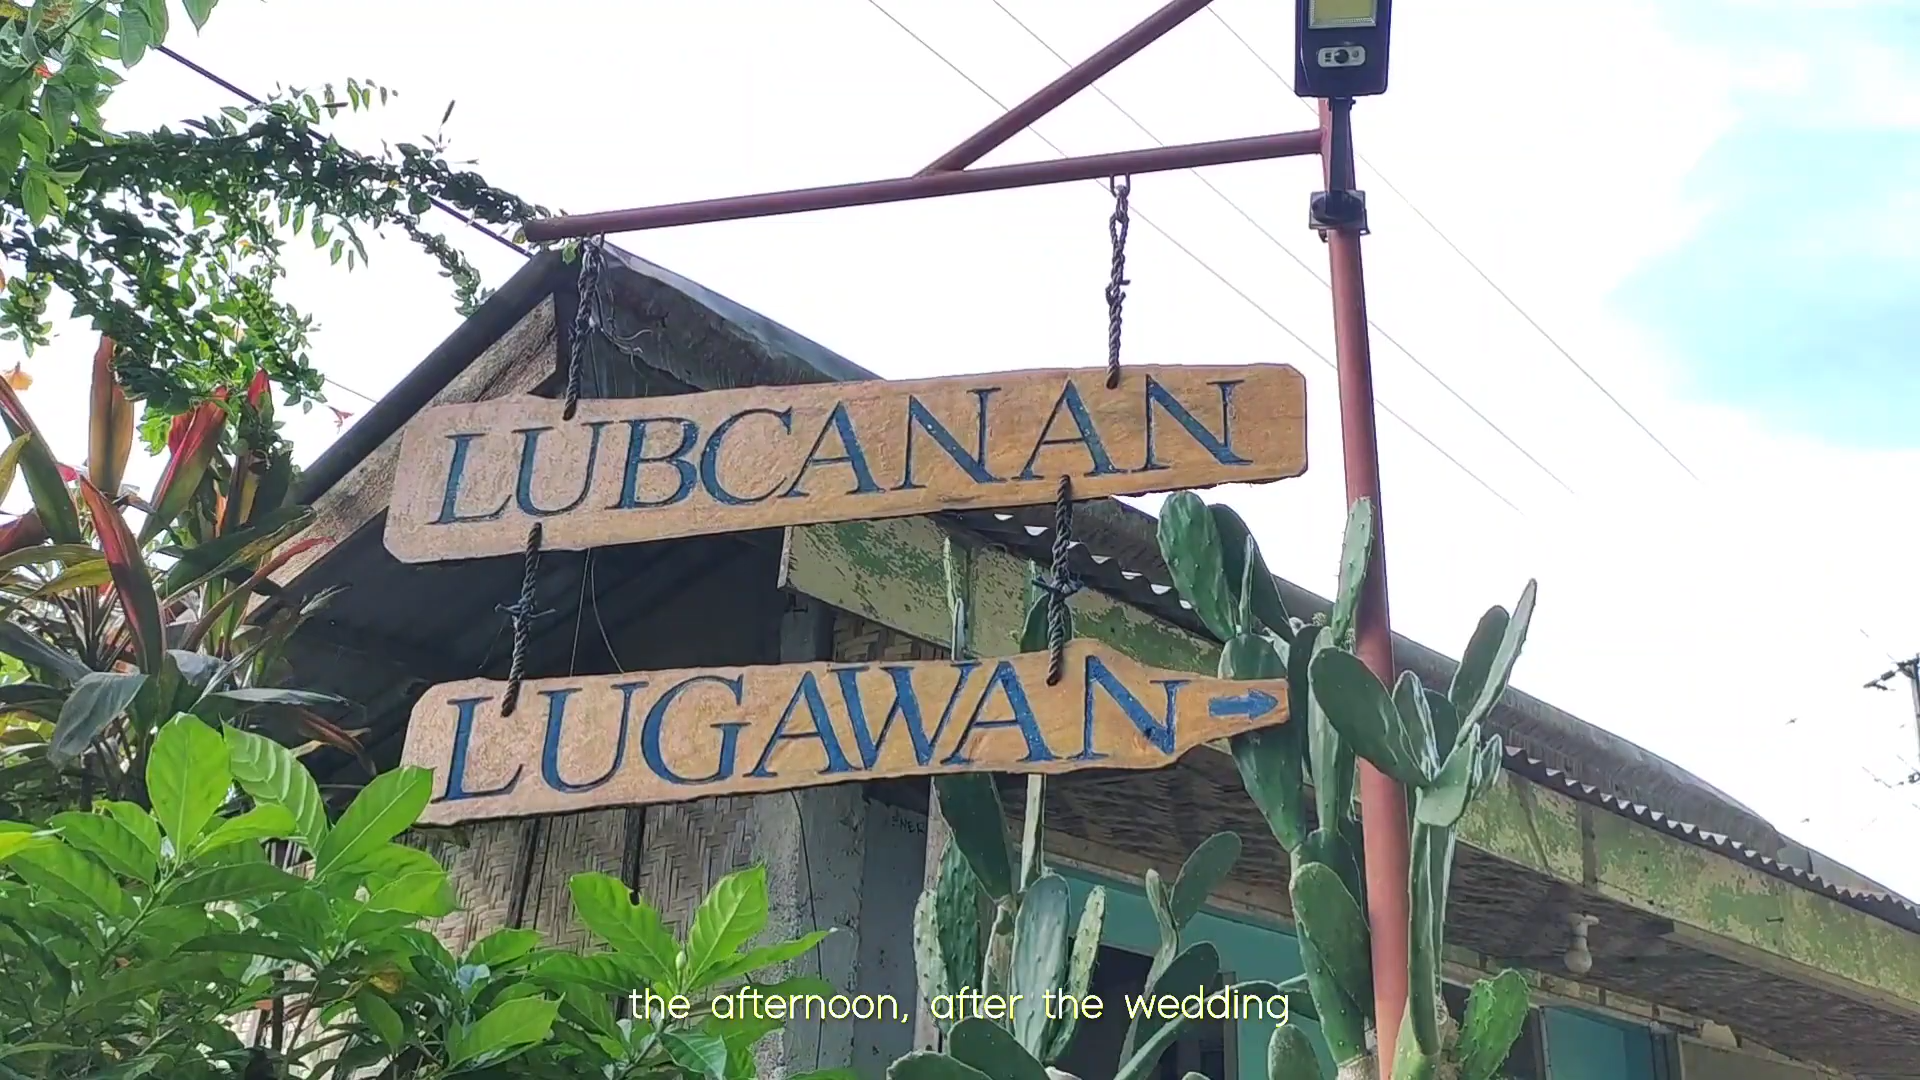 LUBCANAN
LUGAWAN →
the afternoon, after the wedding